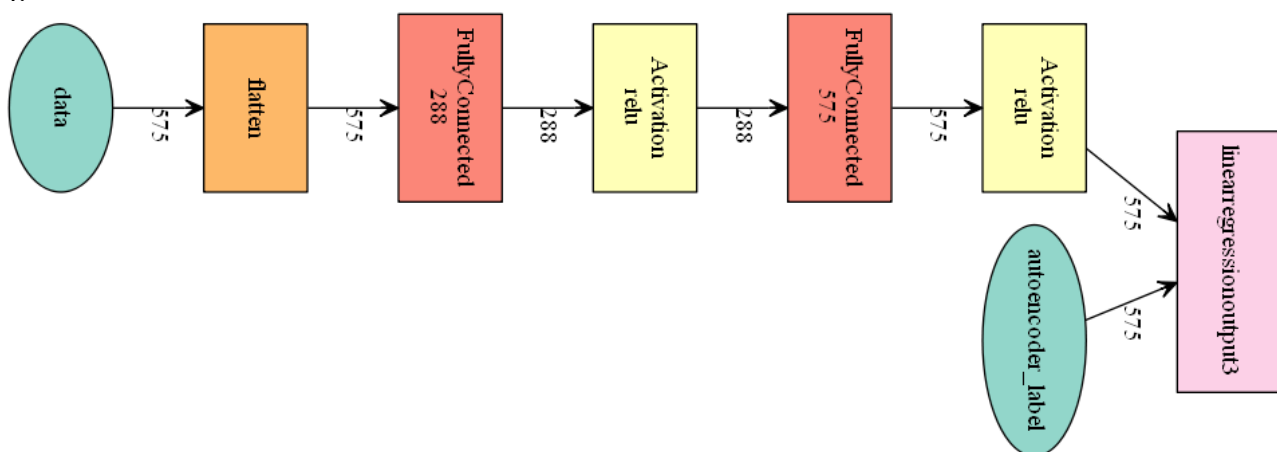 data
575
flatten
575
FullyConnected
288
288
Activation
relu
288
FullyConnected
575
575
Activation
relu
575
autoencoder_label
575
linearregressionoutput3